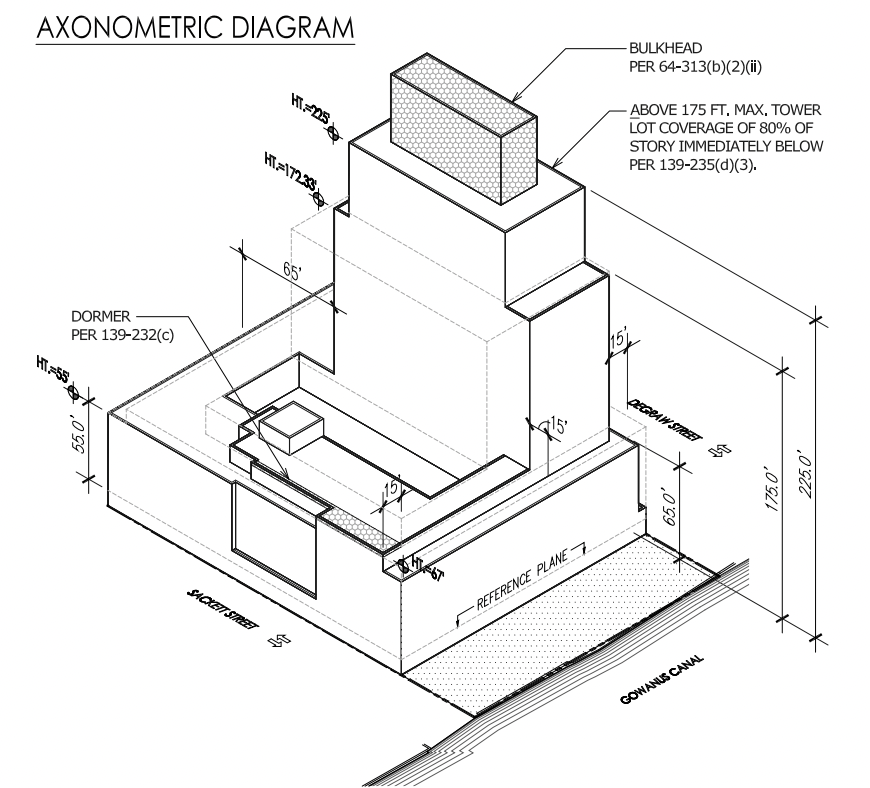 AXONOMETRIC DIAGRAM
BULKHEAD
PER 64-313(b)(2)(ii)
ABOVE 175 FT, MAX. TOWER
LOT COVERAGE OF 80% OF
STORY IMMEDIATELY BELOW
PER 139-235(d)(3).
HT.=225'
HT.=172.33'
65'
DORMER
PER 139-232(c)
HT.=55'
55.0'
15'
15'
15'
DEGRAW STREET
65.0'
175.0'
225.0'
HT.=67'
REFERENCE PLANE
SACKETT STREET
GOWANUS CANAL